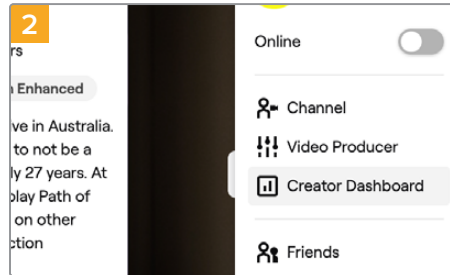 2
rs
Enhanced
ve in Australia.
to not be a
ly 27 years. At
play Path of
on other
ction
Online
Channel
Video Producer
Creator Dashboard
Friends